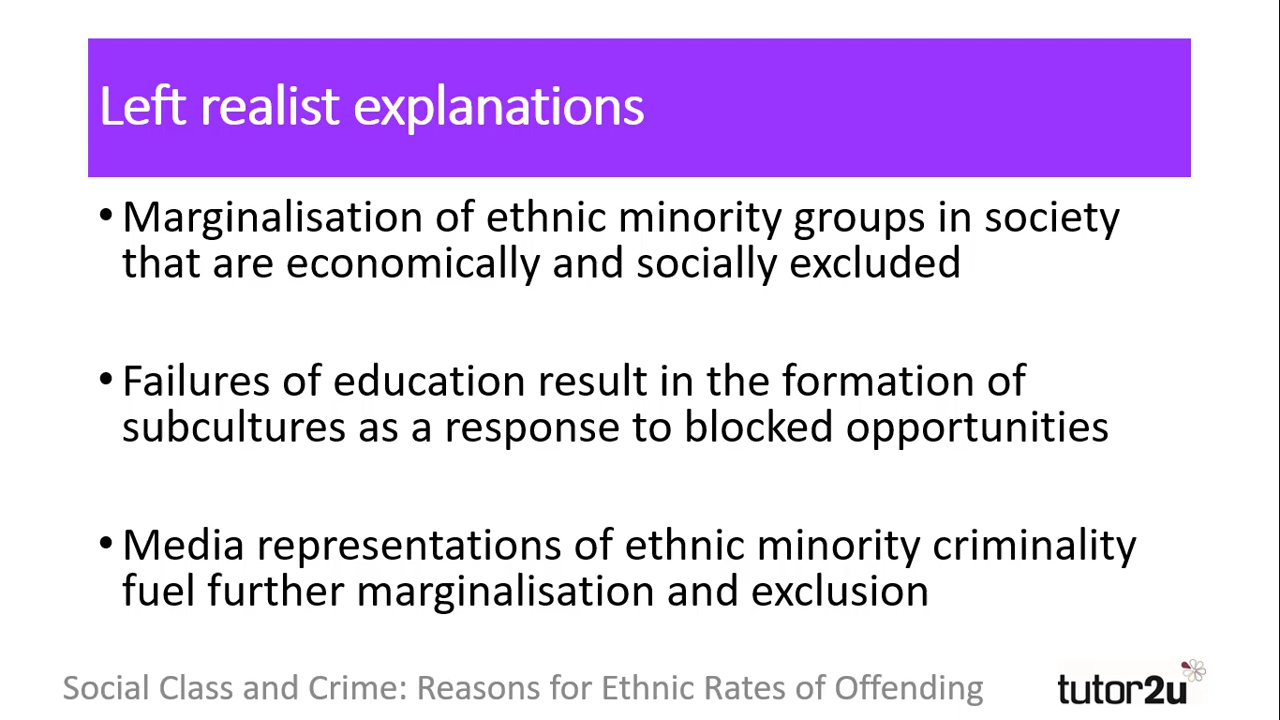 Left realist explanations
• Marginalisation of ethnic minority groups in society
that are economically and socially excluded
• Failures of education result in the formation of
subcultures as a response to blocked opportunities
• Media representations of ethnic minority criminality
fuel further marginalisation and exclusion
Social Class and Crime: Reasons for Ethnic Rates of Offending
tutor2u